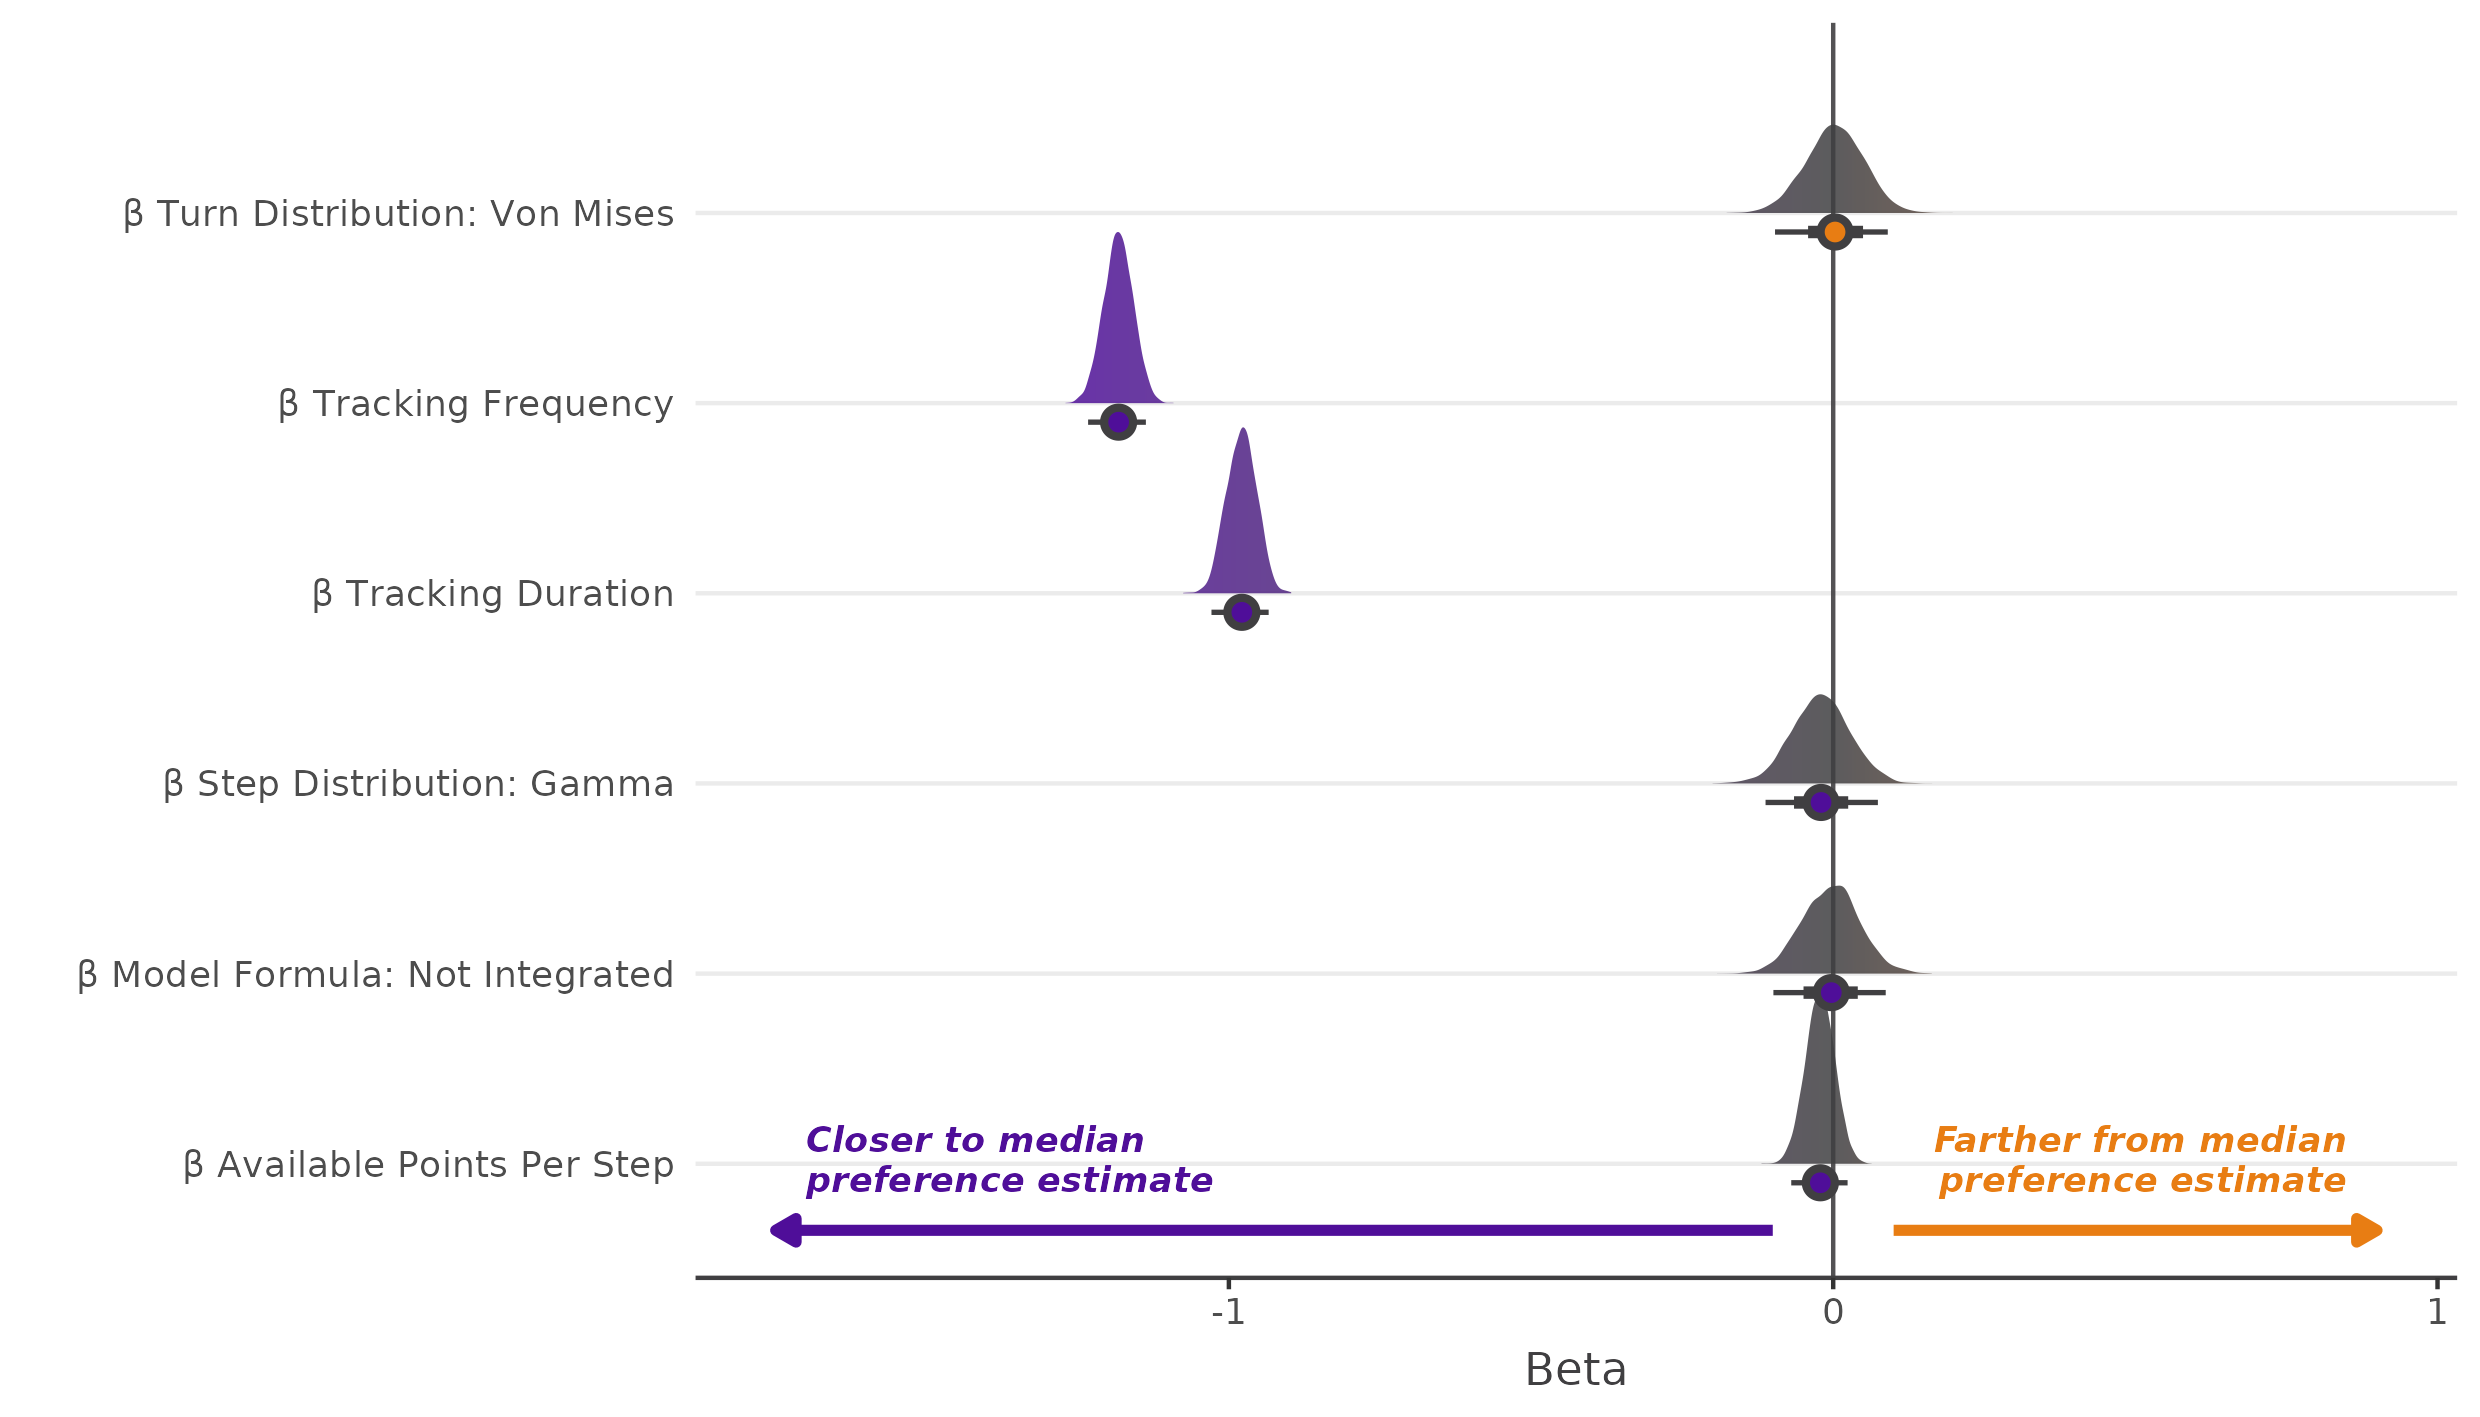 β Turn Distribution: Von Mises
β Tracking Frequency
β Tracking Duration
β Step Distribution: Gamma
β Model Formula: Not Integrated
β Available Points Per Step
Closer to median
preference estimate
Farther from median
preference estimate
-1
0
1
Beta